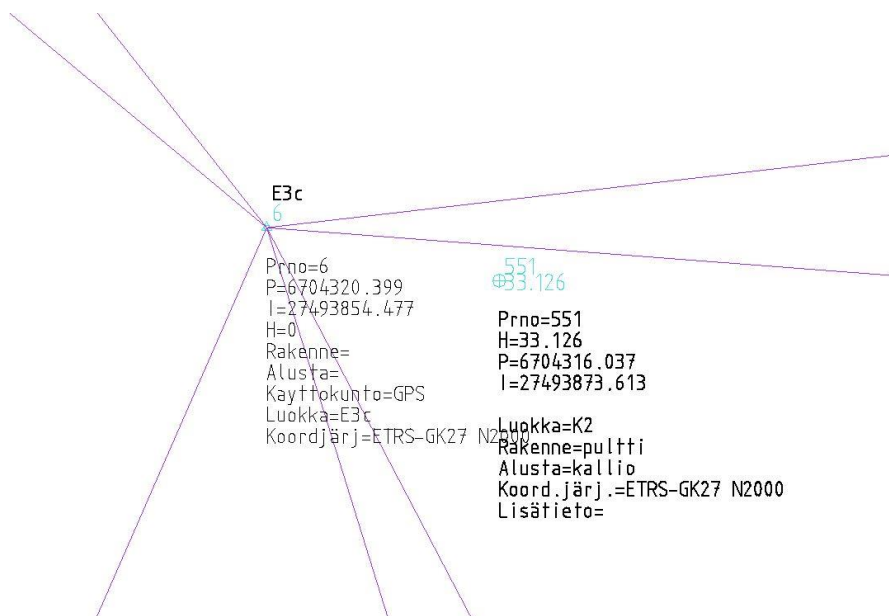 E3c
6
Prno=6
P=6704320.399
I=27493854.477
H=0
Rakenne=
Alusta=
Kayttokunto=GPS
Luokka=E3c
Koordjärj=ETRS-GK27 N2000
551
33.126
Prno=551
H=33.126
P=6704316.037
I=27493873.613
Luokka=K2
Rakenne=pultti
Alusta=kallio
Koord.järj.=ETRS-GK27 N2000
Lisätieto=